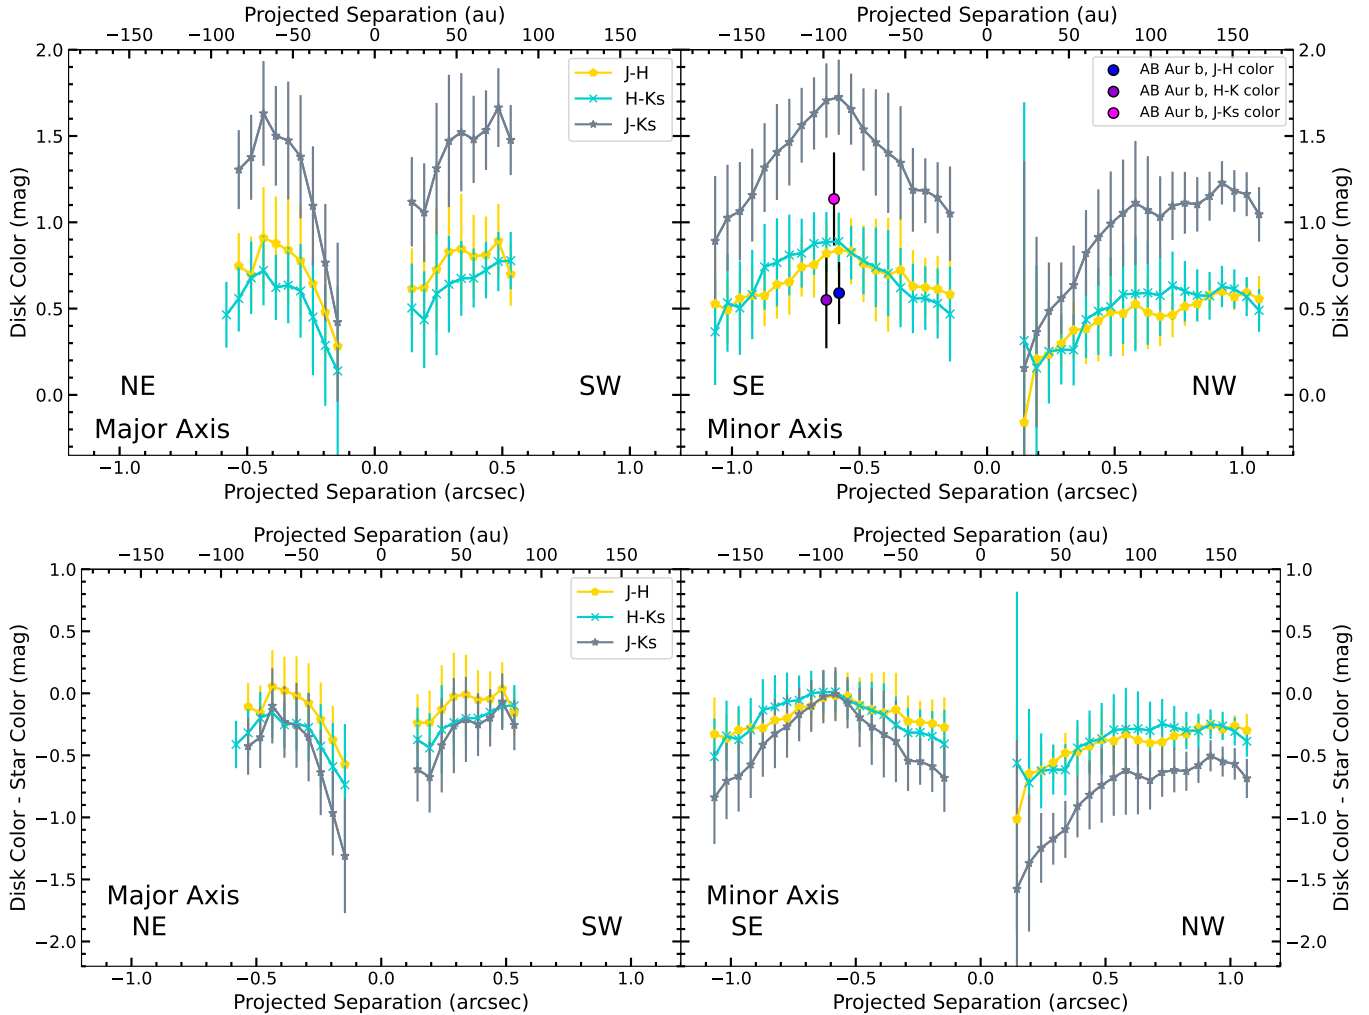 Projected Separation (au)
Projected Separation (au)
−150 −100 −50 0 50 100 150
−150 −100 −50 0 50 100 150
2.0
1.5
1.0
0.5
0.0
Disk Color (mag)
J-H
H-Ks
J-Ks
NE
SW
Major Axis
AB Aur b, J-H color
AB Aur b, H-K color
AB Aur b, J-Ks color
SE
NW
Minor Axis
2.0
1.5
1.0
0.5
0.0
Disk Color (mag)
−1.0 −0.5 0.0 0.5 1.0
−1.0 −0.5 0.0 0.5 1.0
Projected Separation (arcsec)
Projected Separation (arcsec)
Projected Separation (au)
Projected Separation (au)
−150 −100 −50 0 50 100 150
−150 −100 −50 0 50 100 150
1.0
0.5
0.0
−0.5
−1.0
−1.5
−2.0
Disk Color - Star Color (mag)
J-H
H-Ks
J-Ks
Major Axis
NE
SW
Minor Axis
SE
NW
1.0
0.5
0.0
−0.5
−1.0
−1.5
−2.0
Disk Color - Star Color (mag)
−1.0 −0.5 0.0 0.5 1.0
−1.0 −0.5 0.0 0.5 1.0
Projected Separation (arcsec)
Projected Separation (arcsec)